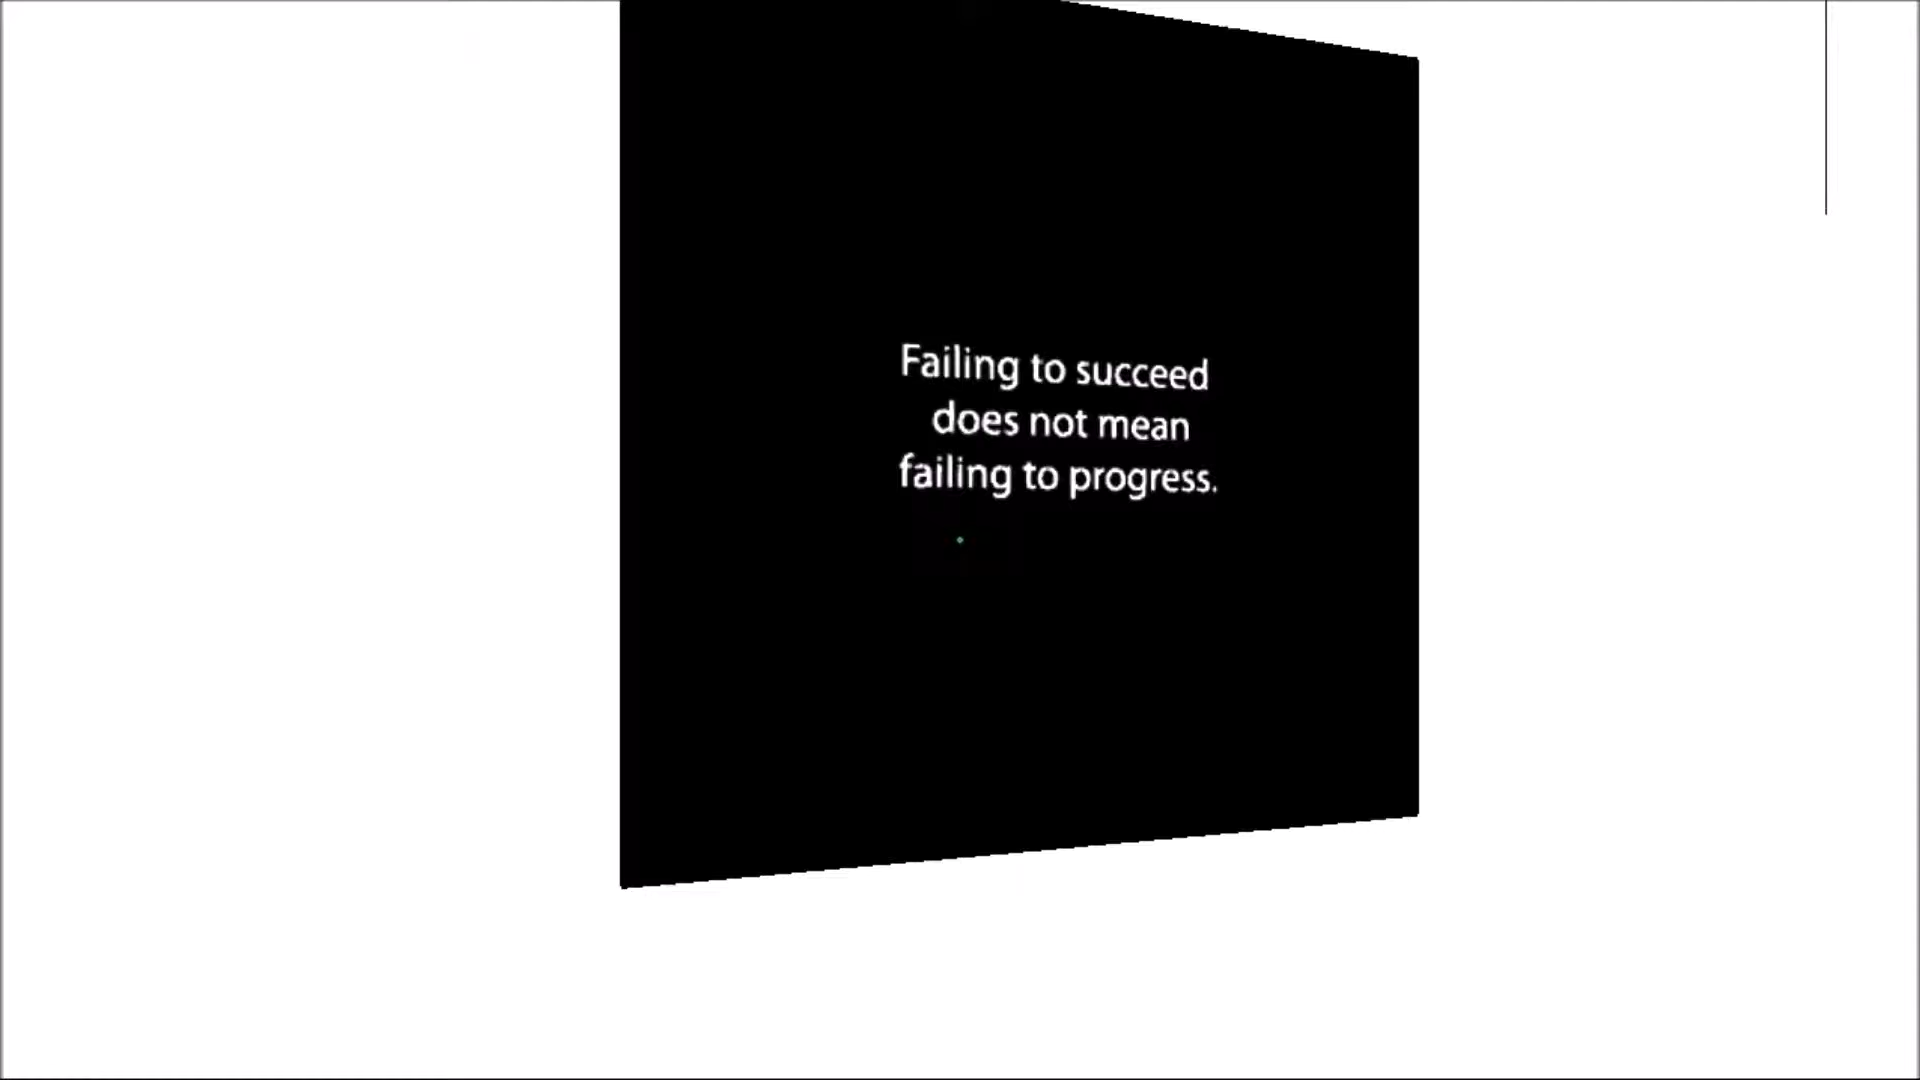 Failing to succeed
does not mean
failing to progress.